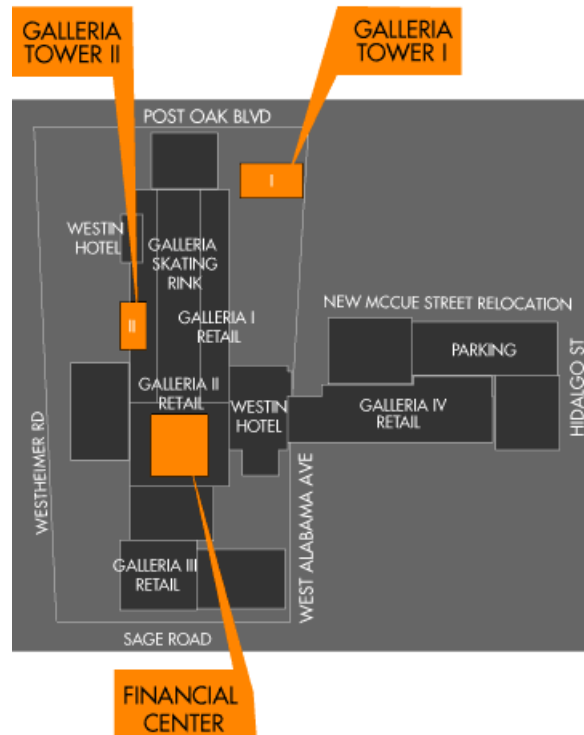 GALLERIA
TOWER II
GALLERIA
TOWER I
POST OAK BLVD
I
WESTIN
HOTEL
GALLERIA
SKATING
RINK
II
GALLERIA I
RETAIL
NEW MCCUE STREET RELOCATION
PARKING
HIDALGO ST
GALLERIA II
RETAIL
WESTIN
HOTEL
GALLERIA IV
RETAIL
WESTHEIMER RD
WEST ALABAMA AVE
GALLERIA III
RETAIL
SAGE ROAD
FINANCIAL
CENTER